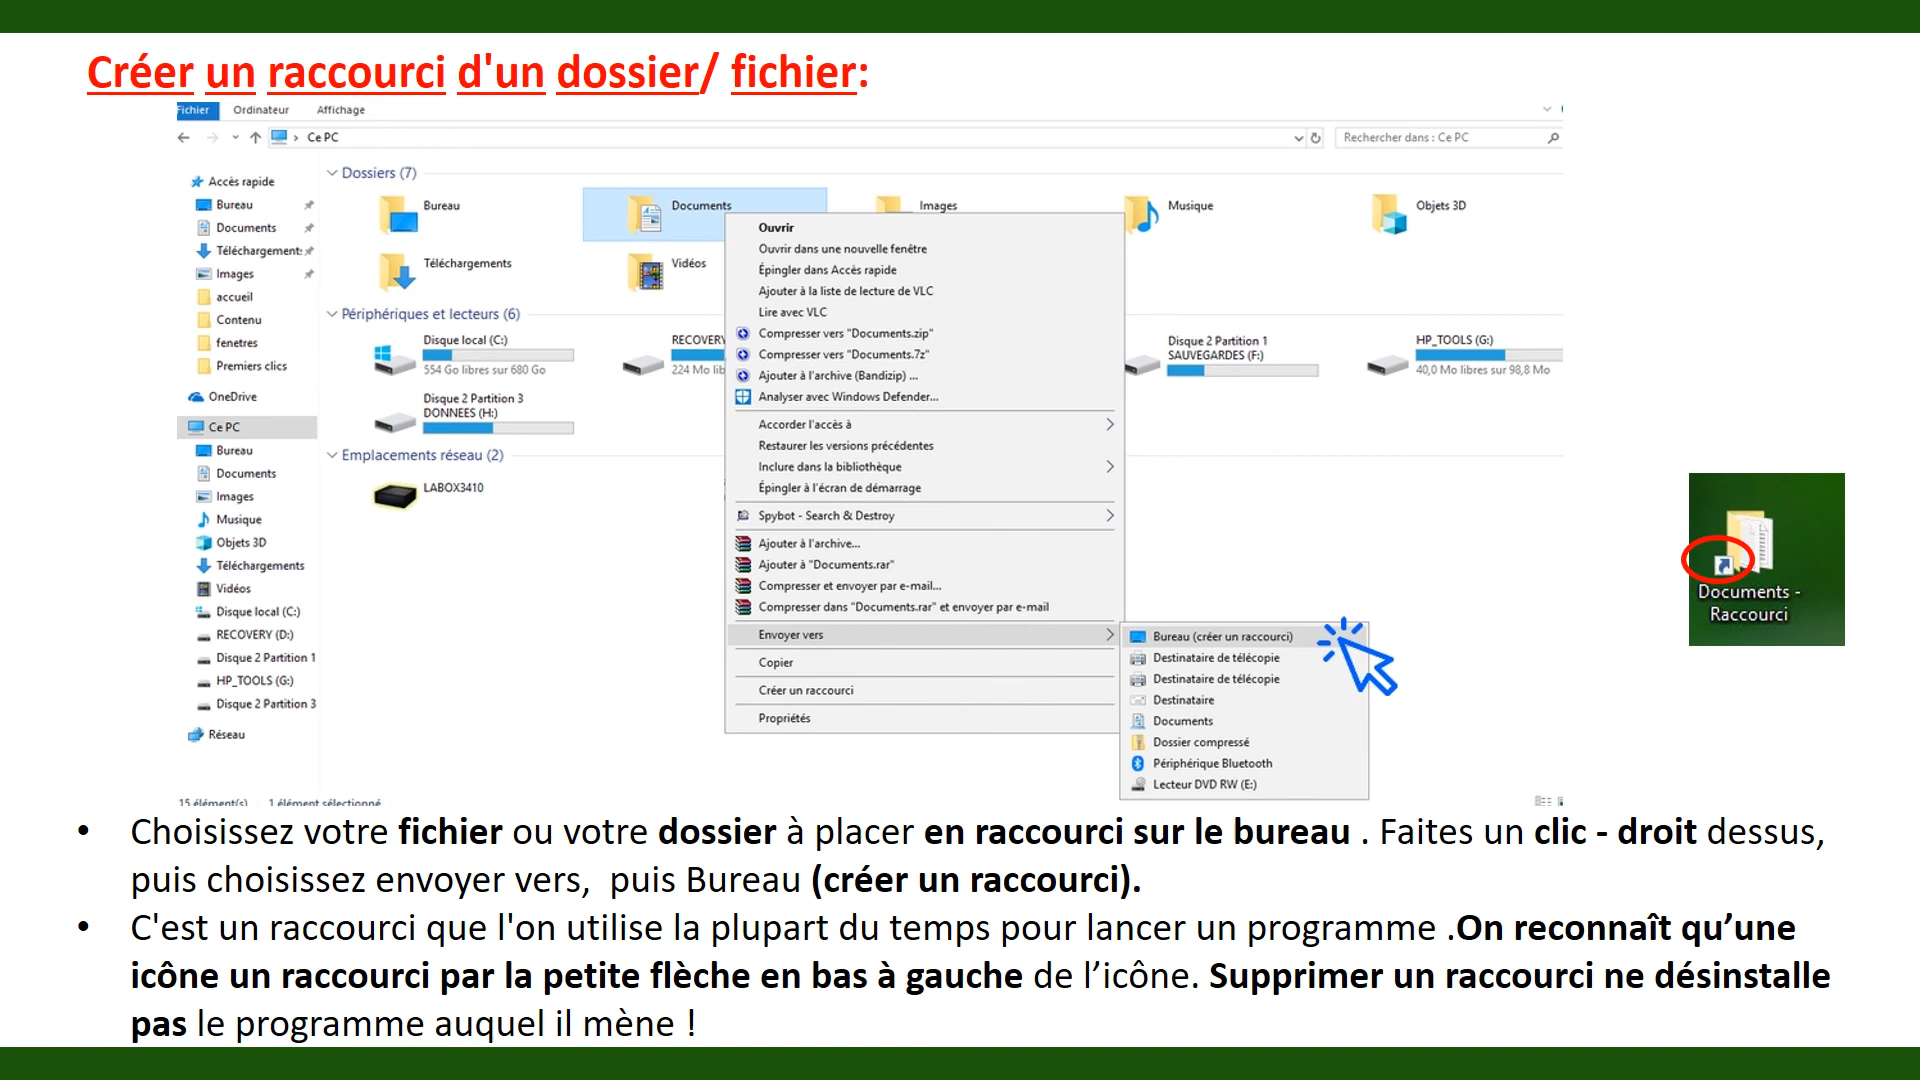 Créer un raccourci d'un dossier/ fichier:
Fichier Ordinateur Affichage
Ce PC
Rechercher dans : Ce PC
Accès rapide
Bureau
Documents
Téléchargement:
Images
accueil
Contenu
fenetres
Premiers clics
OneDrive
Ce PC
Bureau
Documents
Images
Musique
Objets 3D
Téléchargements
Vidéos
Disque local (C:)
RECOVERY (D:)
Disque 2 Partition 1
HP_TOOLS (G:)
Disque 2 Partition 3
Réseau
Dossiers (7)
Bureau
Documents
Images
Musique
Objets 3D
Téléchargements
Vidéos
Périphériques et lecteurs (6)
Disque local (C:)
554 Go libres sur 680 Go
RECOVERY
224 Mo lib
Disque 2 Partition 1
SAUVEGARDES (F:)
HP_TOOLS (G:)
40,0 Mo libres sur 98,8 Mo
Disque 2 Partition 3
DONNEES (H:)
Emplacements réseau (2)
LABOX3410
Ouvrir
Ouvrir dans une nouvelle fenêtre
Épingler dans Accès rapide
Ajouter à la liste de lecture de VLC
Lire avec VLC
Compresser vers "Documents.zip"
Compresser vers "Documents.7z"
Ajouter à l'archive (Bandizip) ...
Analyser avec Windows Defender...
Accorder l'accès à
Restaurer les versions précédentes
Inclure dans la bibliothèque
Épingler à l'écran de démarrage
Spybot - Search & Destroy
Ajouter à l'archive...
Ajouter à "Documents.rar"
Compresser et envoyer par e-mail...
Compresser dans "Documents.rar" et envoyer par e-mail
Envoyer vers
Copier
Créer un raccourci
Propriétés
Bureau (créer un raccourci)
Destinataire de télécopie
Destinataire de télécopie
Destinataire
Documents
Dossier compressé
Périphérique Bluetooth
Lecteur DVD RW (E:)
Documents -
Raccourci
15 élément(s) 1 élément sélectionné
• Choisissez votre fichier ou votre dossier à placer en raccourci sur le bureau . Faites un clic - droit dessus,
puis choisissez envoyer vers, puis Bureau (créer un raccourci).
• C'est un raccourci que l'on utilise la plupart du temps pour lancer un programme .On reconnaît qu’une
icône un raccourci par la petite flèche en bas à gauche de l’icône. Supprimer un raccourci ne désinstalle
pas le programme auquel il mène !